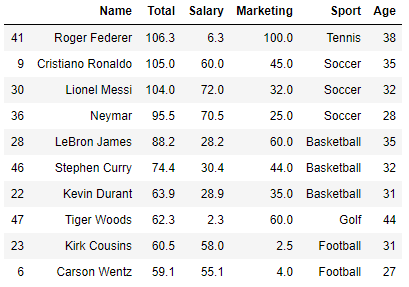 Name Total Salary Marketing Sport Age
41 Roger Federer 106.3 6.3 100.0 Tennis 38
9 Cristiano Ronaldo 105.0 60.0 45.0 Soccer 35
30 Lionel Messi 104.0 72.0 32.0 Soccer 32
36 Neymar 95.5 70.5 25.0 Soccer 28
28 LeBron James 88.2 28.2 60.0 Basketball 35
46 Stephen Curry 74.4 30.4 44.0 Basketball 32
22 Kevin Durant 63.9 28.9 35.0 Basketball 31
47 Tiger Woods 62.3 2.3 60.0 Golf 44
23 Kirk Cousins 60.5 58.0 2.5 Football 31
6 Carson Wentz 59.1 55.1 4.0 Football 27